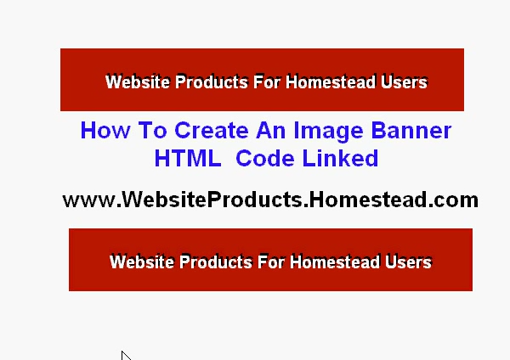 Website Products For Homestead Users
How To Create An Image Banner
HTML Code Linked
www.WebsiteProducts.Homestead.com
Website Products For Homestead Users